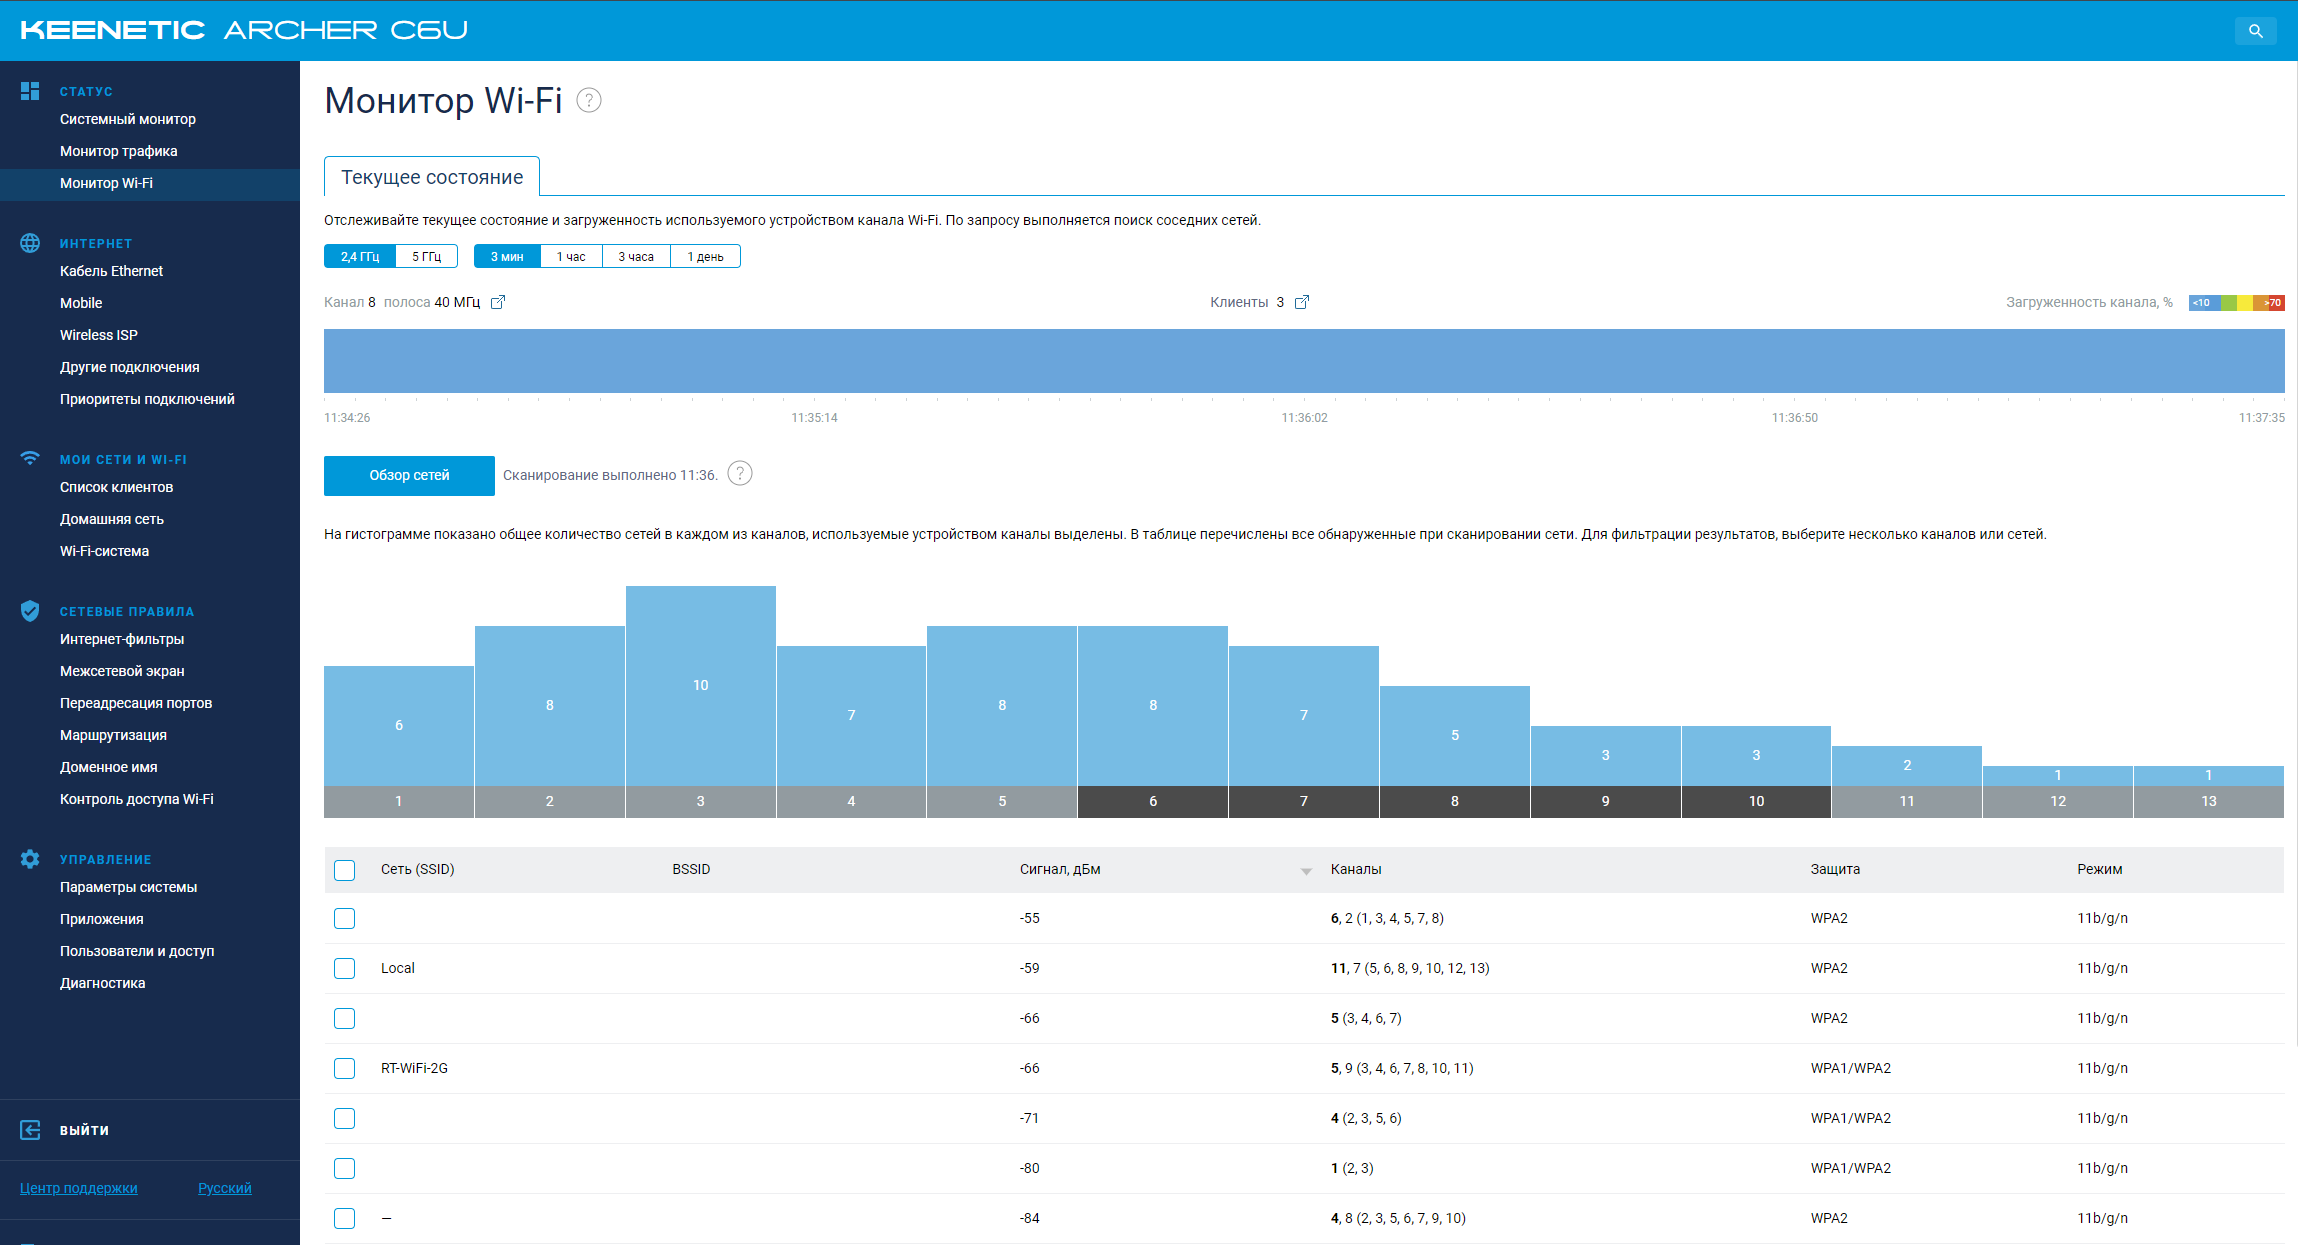 KEENETIC ARCHER C6U
СТАТУС
Системный монитор
Монитор трафика
Монитор Wi-Fi
ИНТЕРНЕТ
Кабель Ethernet
Mobile
Wireless ISP
Другие подключения
Приоритеты подключений
МОИ СЕТИ И WI-FI
Список клиентов
Домашняя сеть
Wi-Fi-система
СЕТЕВЫЕ ПРАВИЛА
Интернет-фильтры
Межсетевой экран
Переадресация портов
Маршрутизация
Доменное имя
Контроль доступа Wi-Fi
УПРАВЛЕНИЕ
Параметры системы
Приложения
Пользователи и доступ
Диагностика
ВЫЙТИ
Центр поддержки Русский
Монитор Wi-Fi ?
Текущее состояние
Отслеживайте текущее состояние и загруженность используемого устройством канала Wi-Fi. По запросу выполняется поиск соседних сетей.
2,4 ГГц 5 ГГц 3 мин 1 час 3 часа 1 день
Канал 8 полоса 40 МГц Клиенты 3 Загруженность канала, % <10 >70
11:34:26 11:35:14 11:36:02 11:36:50 11:37:35
Обзор сетей Сканирование выполнено 11:36. ?
На гистограмме показано общее количество сетей в каждом из каналов, используемые устройством каналы выделены. В таблице перечислены все обнаруженные при сканировании сети. Для фильтрации результатов, выберите несколько каналов или сетей.
6 8 10 7 8 8 7 5 3 3 2 1 1
1 2 3 4 5 6 7 8 9 10 11 12 13
Сеть (SSID) BSSID Сигнал, дБм Каналы Защита Режим
-55 6, 2 (1, 3, 4, 5, 7, 8) WPA2 11b/g/n
Local -59 11, 7 (5, 6, 8, 9, 10, 12, 13) WPA2 11b/g/n
-66 5 (3, 4, 6, 7) WPA2 11b/g/n
RT-WiFi-2G -66 5, 9 (3, 4, 6, 7, 8, 10, 11) WPA1/WPA2 11b/g/n
-71 4 (2, 3, 5, 6) WPA1/WPA2 11b/g/n
-80 1 (2, 3) WPA1/WPA2 11b/g/n
— -84 4, 8 (2, 3, 5, 6, 7, 9, 10) WPA2 11b/g/n